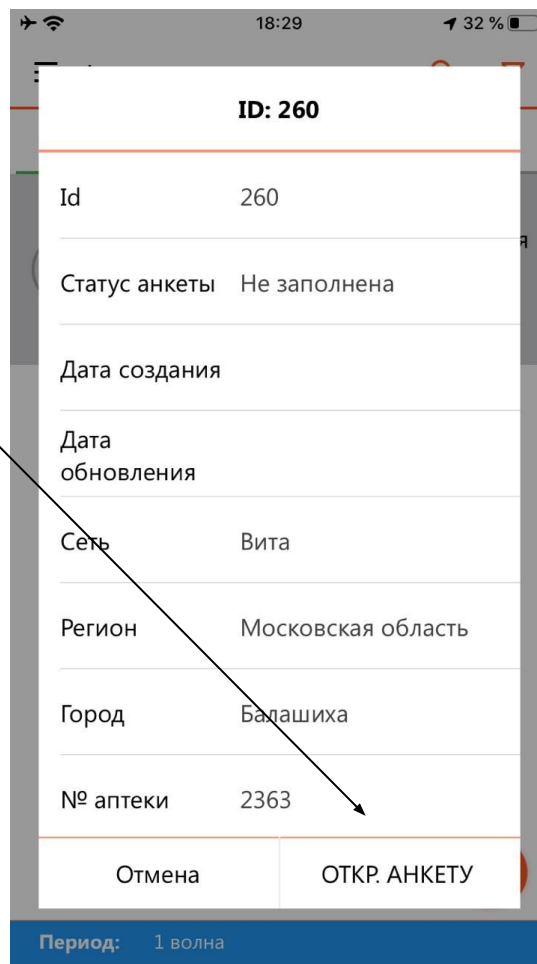 18:29
32 %
ID: 260
Id 260
я
Статус анкеты Не заполнена
Дата создания
Дата
обновления
Сеть Вита
Регион Московская область
Город Балашиха
№ аптеки 2363
Отмена ОТКР. АНКЕТУ
Период: 1 волна